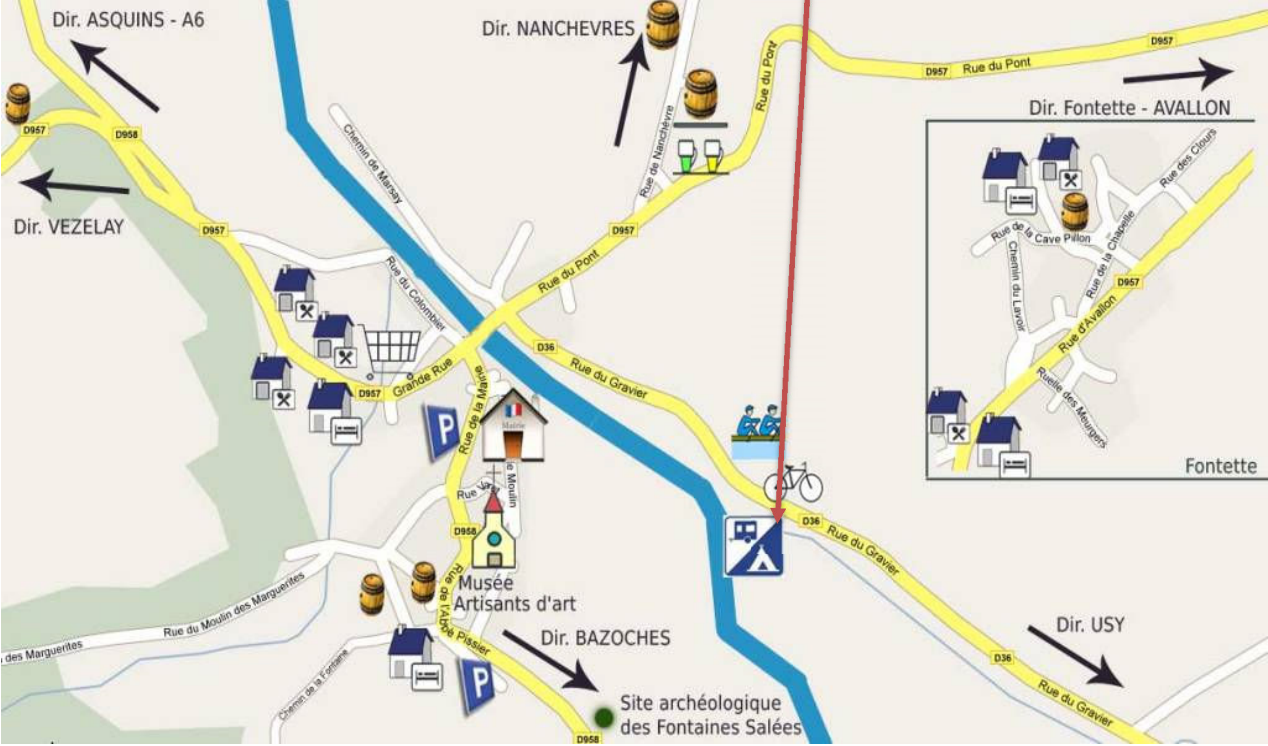 Dir. ASQUINS - A6
Dir. NANCHEVRES
D957
Rue du Pont
Dir. Fontette - AVALLON
D957
D957
D958
Dir. VEZELAY
Chemin de Marsay
Rue de Nanchèvre
Rue du Pont
D957
D957
Rue du Pont
Rue du Colombier
D36
Rue du Gravier
D957
Grande Rue
Rue de la Mairie
P
Mairie
Rue
le Moulin
D958
D36
Rue du Gravier
Musée
Artisants d'art
Rue de l'Abbé Pissier
Rue du Moulin des Marguerites
des Marguerites
Chemin de la Fontaine
P
Dir. BAZOCHES
Site archéologique
des Fontaines Salées
D958
Dir. USY
D36
Rue du Gravier
Rue des Clours
Rue de la Cave Pillon
Rue de la Chapelle
Chemin du Lavoir
D957
Rue d'Avallon
Ruelle des Meurgers
Fontette